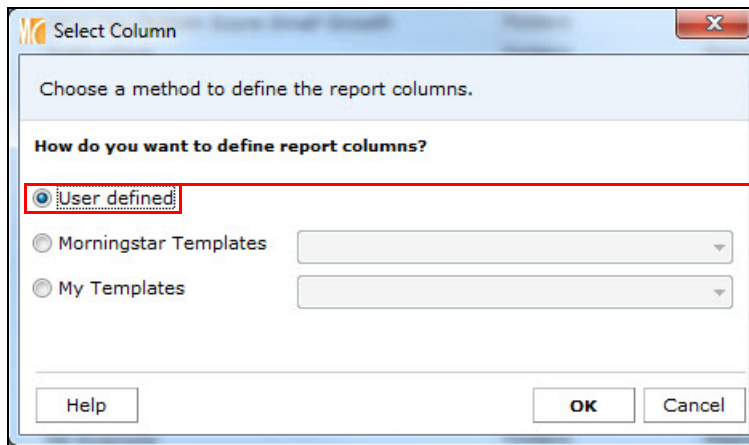 Select Column
Choose a method to define the report columns.
How do you want to define report columns?
User defined
Morningstar Templates
My Templates
Help
OK
Cancel